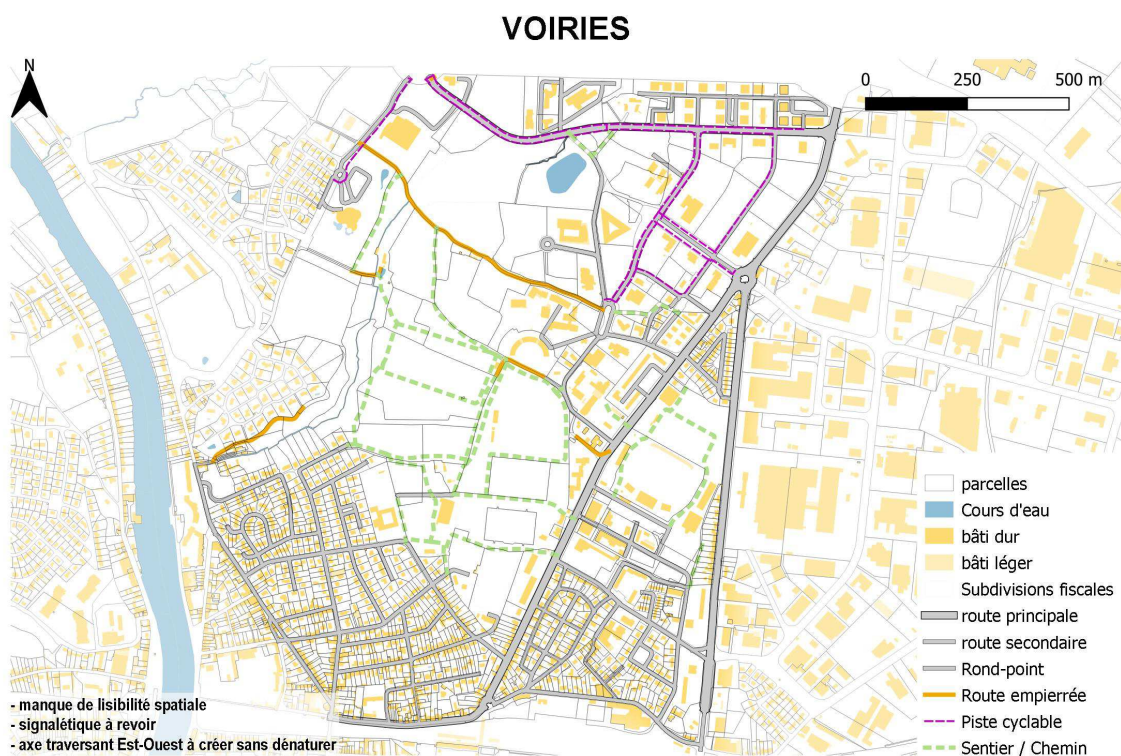 VOIRIES
N
0 250 500 m
parcelles
Cours d'eau
bâti dur
bâti léger
Subdivisions fiscales
route principale
route secondaire
Rond-point
Route empierrée
Piste cyclable
Sentier / Chemin
- manque de lisibilité spatiale
- signalétique à revoir
- axe traversant Est-Ouest à créer sans dénaturer